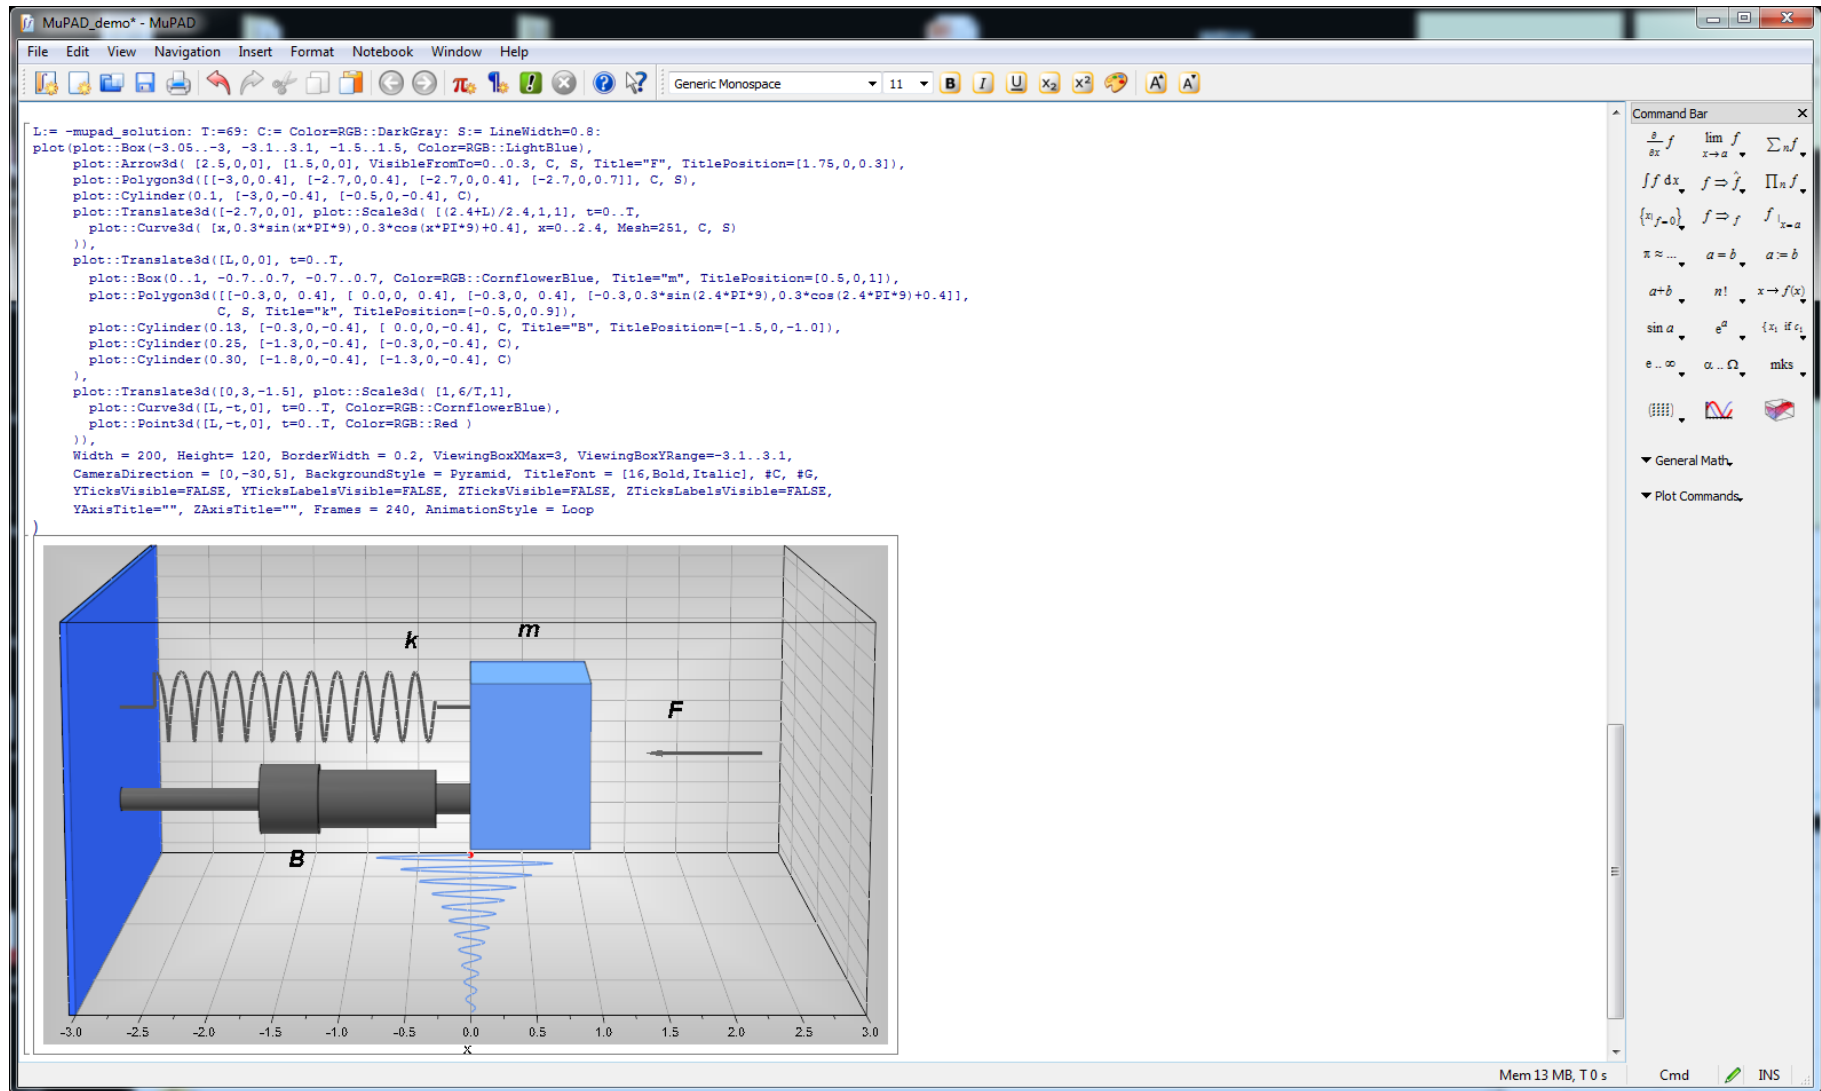 MuPAD_demo* - MuPAD
File Edit View Navigation Insert Format Notebook Window Help
Generic Monospace 11 B I U x₂ x² A A
L:= -mupad_solution: T:=69: C:= Color=RGB::DarkGray: S:= LineWidth=0.8:
plot(plot::Box(-3.05..-3, -3.1..3.1, -1.5..1.5, Color=RGB::LightBlue),
plot::Arrow3d( [2.5,0,0], [1.5,0,0], VisibleFromTo=0..0.3, C, S, Title="F", TitlePosition=[1.75,0,0.3]),
plot::Polygon3d([[-3,0,0.4], [-2.7,0,0.4], [-2.7,0,0.4], [-2.7,0,0.7]], C, S),
plot::Cylinder(0.1, [-3,0,-0.4], [-0.5,0,-0.4], C),
plot::Translate3d([-2.7,0,0], plot::Scale3d( [(2.4+L)/2.4,1,1], t=0..T,
plot::Curve3d( [x,0.3*sin(x*PI*9),0.3*cos(x*PI*9)+0.4], x=0..2.4, Mesh=251, C, S)
)),
plot::Translate3d([L,0,0], t=0..T,
plot::Box(0..1, -0.7..0.7, -0.7..0.7, Color=RGB::CornflowerBlue, Title="m", TitlePosition=[0.5,0,1]),
plot::Polygon3d([[-0.3,0, 0.4], [ 0.0,0, 0.4], [-0.3,0, 0.4], [-0.3,0.3*sin(2.4*PI*9),0.3*cos(2.4*PI*9)+0.4]],
C, S, Title="k", TitlePosition=[-0.5,0,0.9]),
plot::Cylinder(0.13, [-0.3,0,-0.4], [ 0.0,0,-0.4], C, Title="B", TitlePosition=[-1.5,0,-1.0]),
plot::Cylinder(0.25, [-1.3,0,-0.4], [-0.3,0,-0.4], C),
plot::Cylinder(0.30, [-1.8,0,-0.4], [-1.3,0,-0.4], C)
),
plot::Translate3d([0,3,-1.5], plot::Scale3d( [1,6/T,1],
plot::Curve3d([L,-t,0], t=0..T, Color=RGB::CornflowerBlue),
plot::Point3d([L,-t,0], t=0..T, Color=RGB::Red )
)),
Width = 200, Height= 120, BorderWidth = 0.2, ViewingBoxXMax=3, ViewingBoxYRange=-3.1..3.1,
CameraDirection = [0,-30,5], BackgroundStyle = Pyramid, TitleFont = [16,Bold,Italic], #C, #G,
YTicksVisible=FALSE, YTicksLabelsVisible=FALSE, ZTicksVisible=FALSE, ZTicksLabelsVisible=FALSE,
YAxisTitle="", ZAxisTitle="", Frames = 240, AnimationStyle = Loop
)
k m
F
B
-3.0 -2.5 -2.0 -1.5 -1.0 -0.5 0.0 0.5 1.0 1.5 2.0 2.5 3.0
x
Command Bar
∂/∂x f lim x→a f Σn f
∫f dx f⇒f̂ Πn f
{x|f=0} f⇒f f|x=a
π≈... a=b a:=b
a+b n! x→f(x)
sin a eᵃ {x₁ if c₁
e..∞ α..Ω mks
General Math
Plot Commands
Mem 13 MB, T 0 s Cmd INS